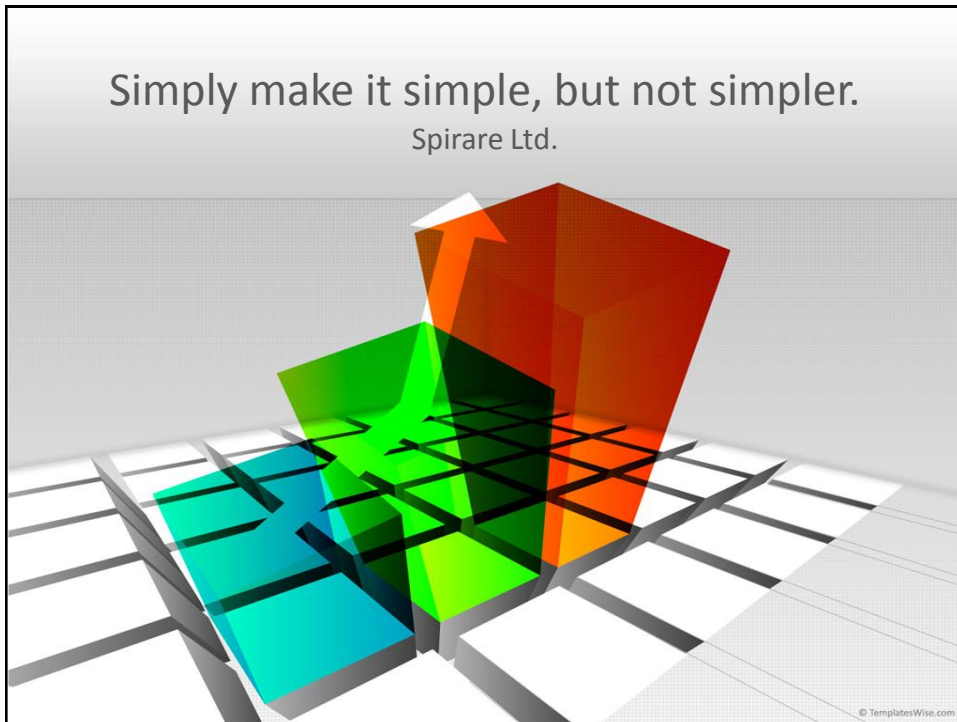 Simply make it simple, but not simpler.
Spirare Ltd.
© TemplatesWise.com